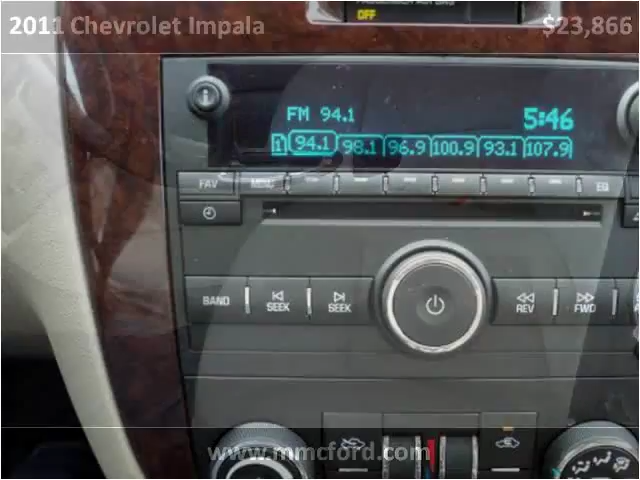 2011 Chevrolet Impala
$23,866
OFF
FM 94.1
5:46
1 94.1 98.1 96.9 100.9 93.1 107.9
FAV
BAND
SEEK
SEEK
REV
FWD
www.mmcford.com